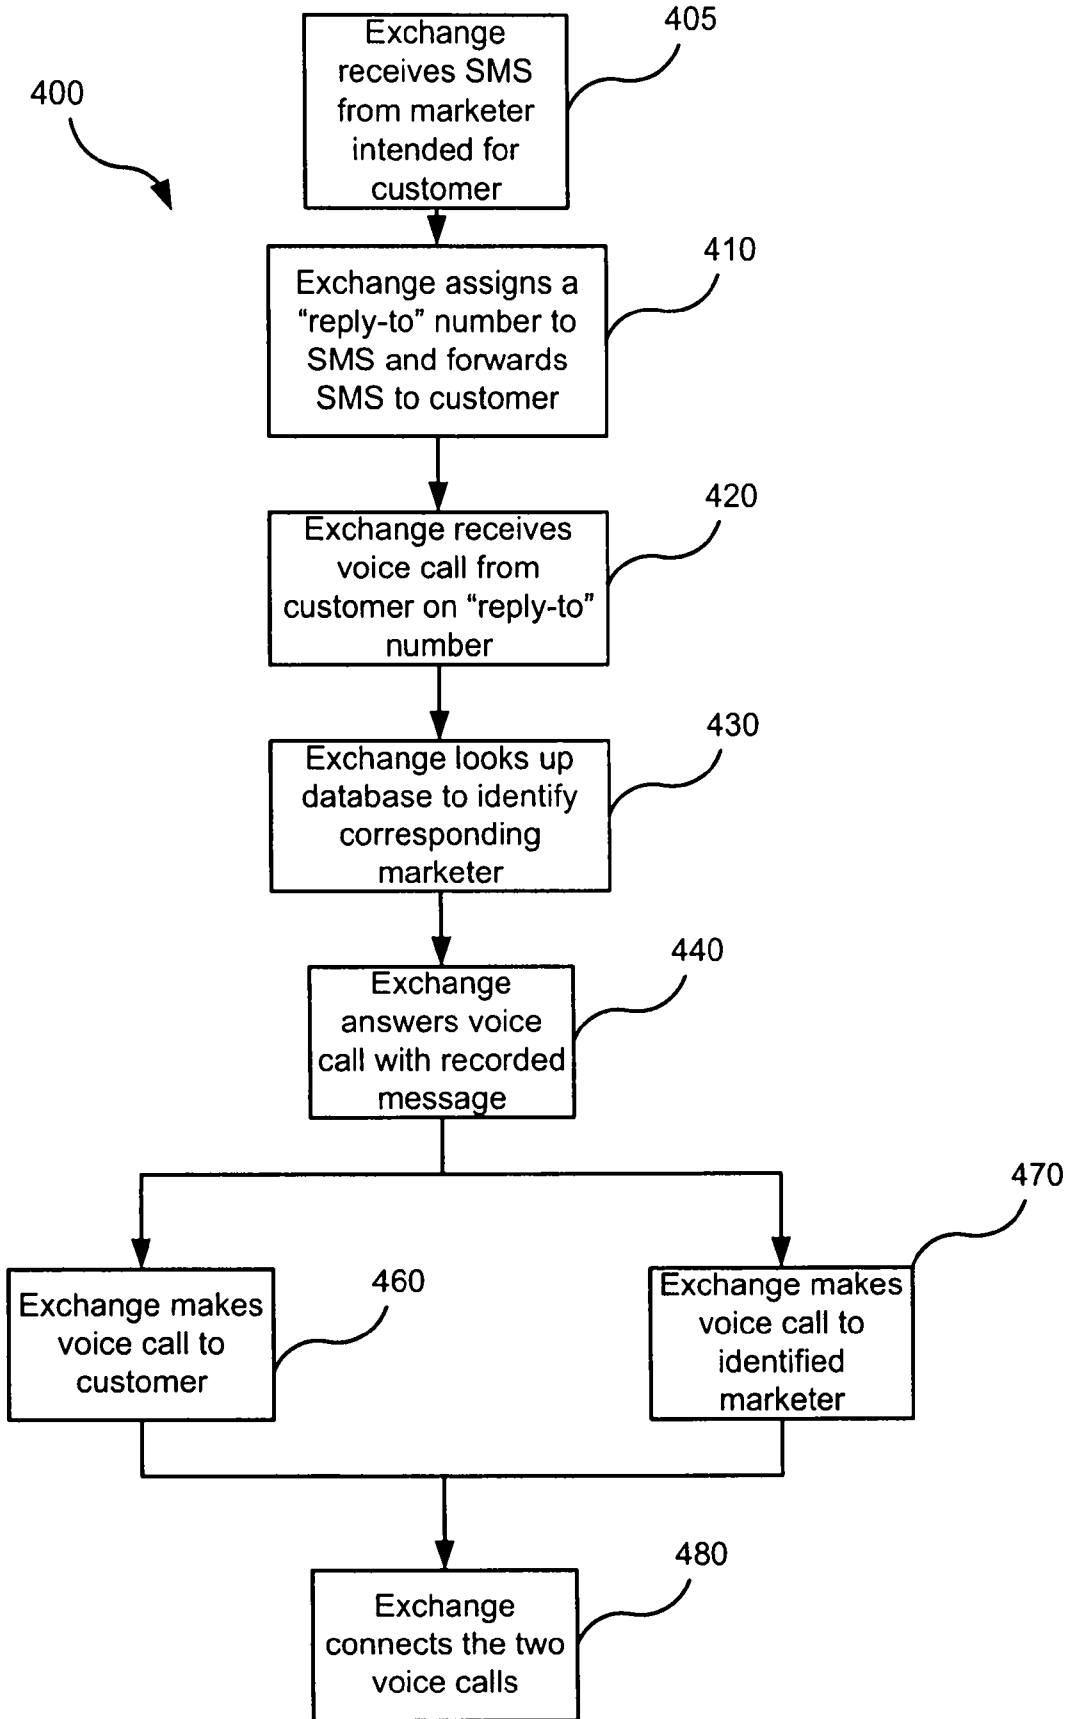 405
Exchange
receives SMS
from marketer
intended for
customer
400
410
Exchange assigns a
“reply-to” number to
SMS and forwards
SMS to customer
420
Exchange receives
voice call from
customer on “reply-to”
number
430
Exchange looks up
database to identify
corresponding
marketer
440
Exchange
answers voice
call with recorded
message
460
Exchange makes
voice call to
customer
470
Exchange makes
voice call to
identified
marketer
480
Exchange
connects the two
voice calls